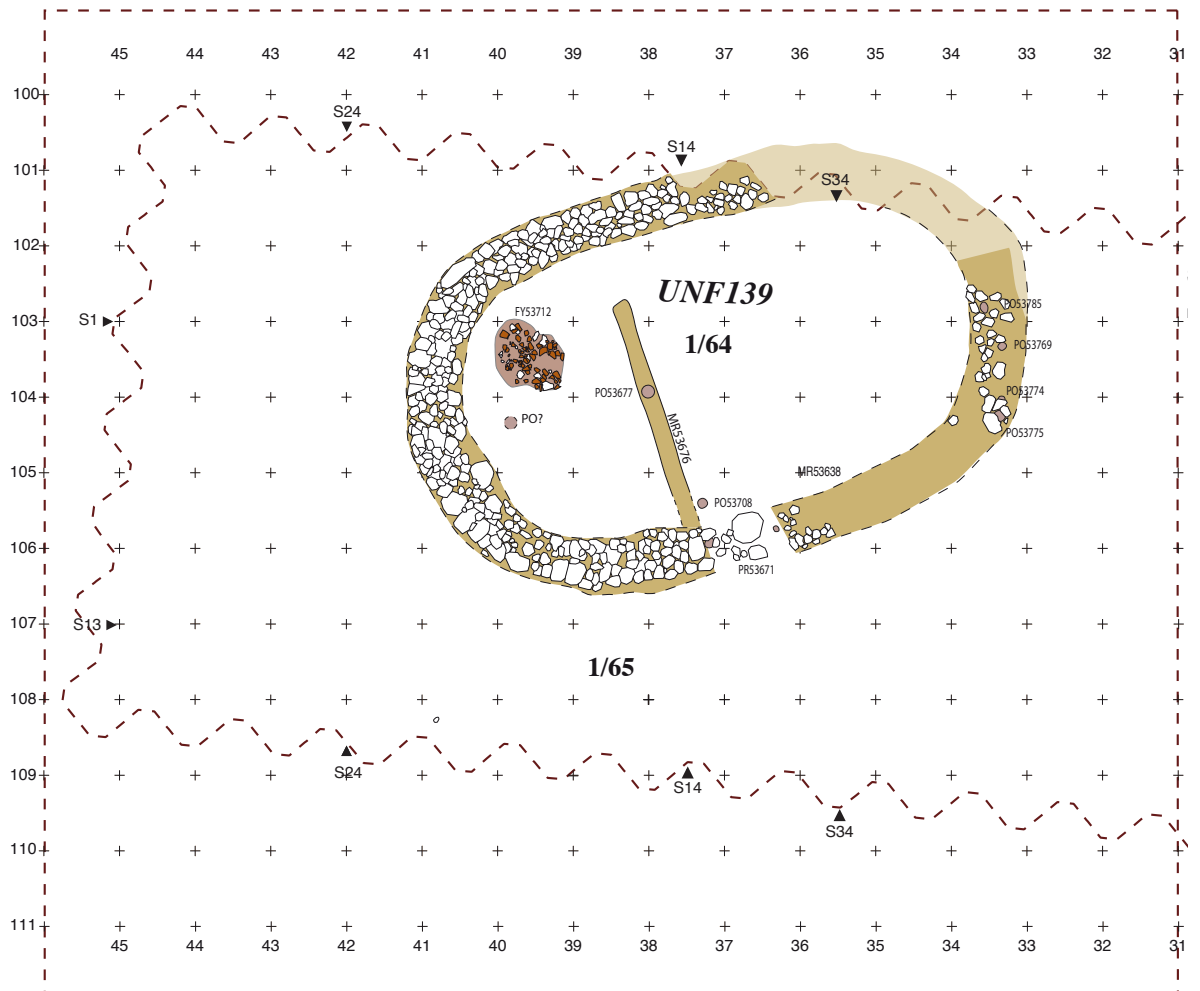 45 44 43 42 41 40 39 38 37 36 35 34 33 32 31
100
S24
S14
101
S34
102
UNF139
PO53785
FY53712
S1
103
1/64
PO53769
PO53677
PO53774
104
PO?
MR53676
PO53775
105
MR53638
PO53708
106
PR53671
S13
107
1/65
108
109
S24
S14
S34
110
111
45 44 43 42 41 40 39 38 37 36 35 34 33 32 31